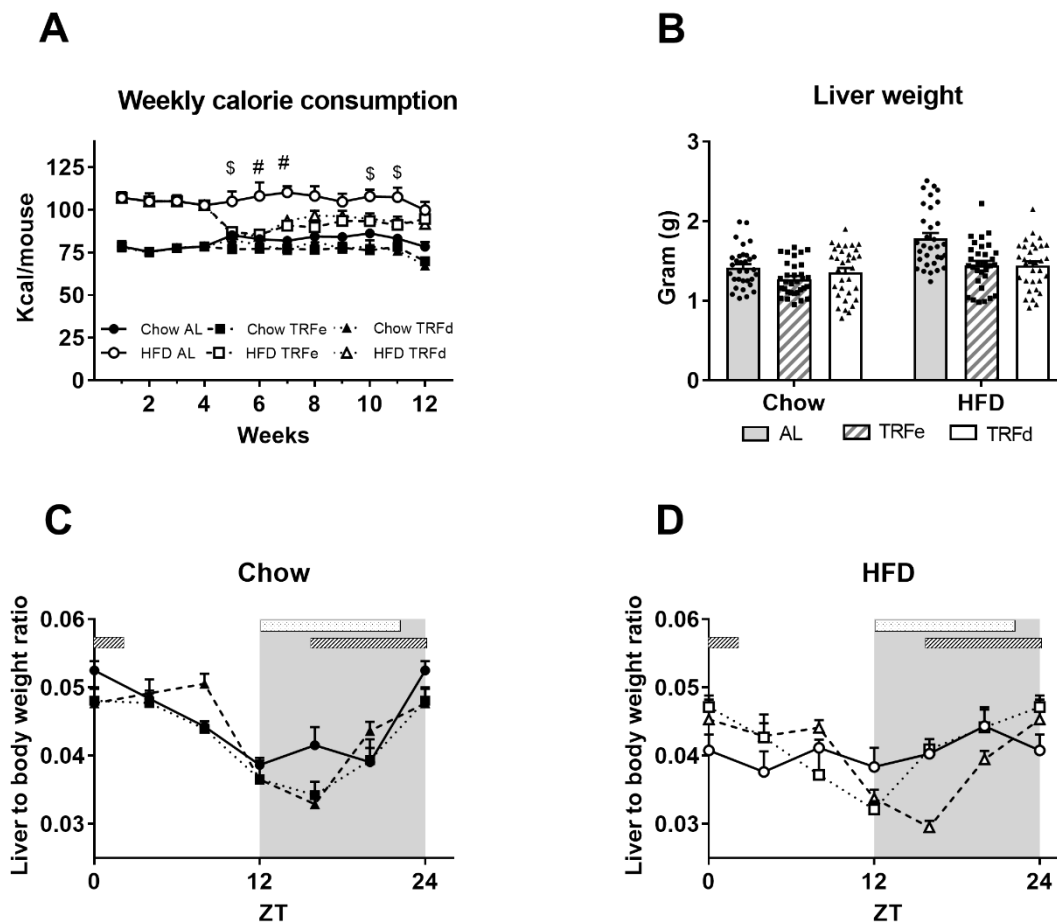 A
Weekly calorie consumption
$ # # $ $
125
100
75
50
25
0
Kcal/mouse
Chow AL Chow TRFe Chow TRFd
HFD AL HFD TRFe HFD TRFd
2 4 6 8 10 12
Weeks
B
Liver weight
3
2
1
0
Gram (g)
Chow HFD
AL TRFe TRFd
C
Chow
0.06
0.05
0.04
0.03
Liver to body weight ratio
0 12 24
ZT
D
HFD
0.06
0.05
0.04
0.03
Liver to body weight ratio
0 12 24
ZT